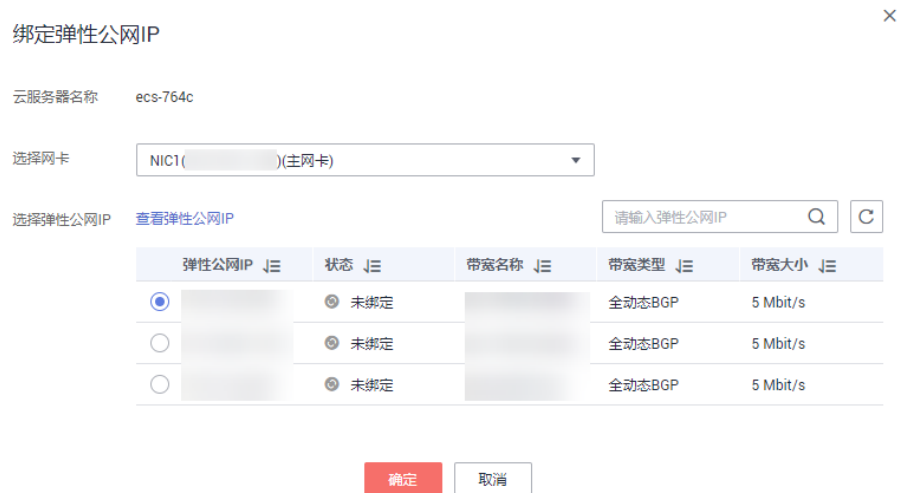 绑定弹性公网IP
云服务器名称 ecs-764c
选择网卡 NIC1( )(主网卡)
选择弹性公网IP 查看弹性公网IP 请输入弹性公网IP
弹性公网IP 状态 带宽名称 带宽类型 带宽大小
未绑定 全动态BGP 5 Mbit/s
未绑定 全动态BGP 5 Mbit/s
未绑定 全动态BGP 5 Mbit/s
确定 取消